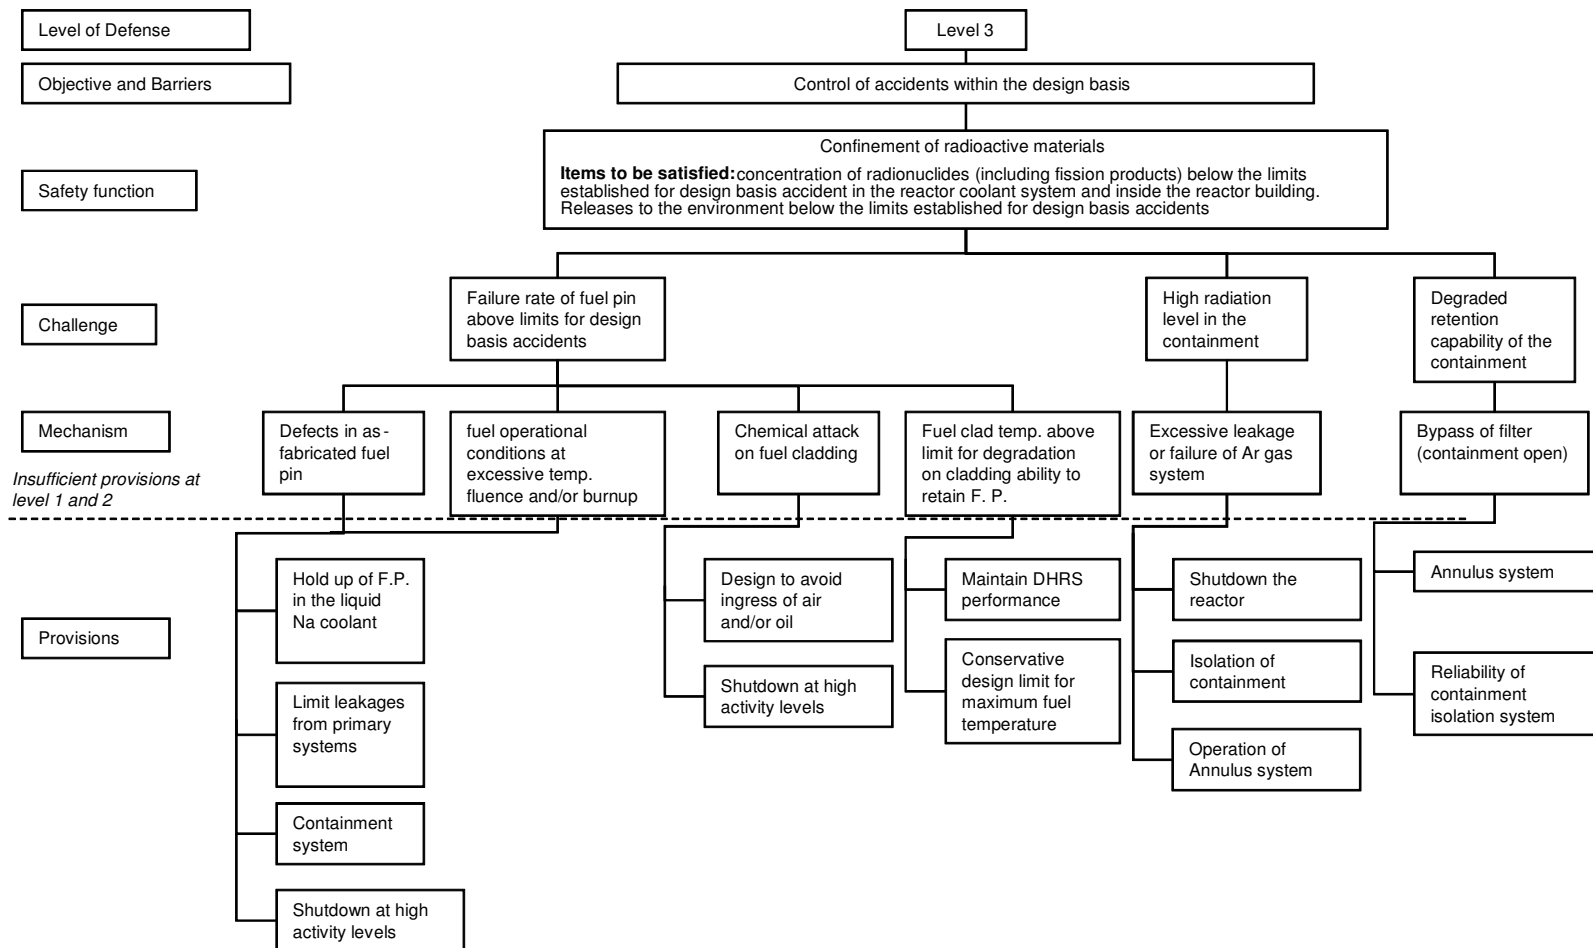 Level of Defense
Level 3
Objective and Barriers
Control of accidents within the design basis
Safety function
Confinement of radioactive materials
Items to be satisfied: concentration of radionuclides (including fission products) below the limits
established for design basis accident in the reactor coolant system and inside the reactor building.
Releases to the environment below the limits established for design basis accidents
Challenge
Failure rate of fuel pin
above limits for design
basis accidents
High radiation
level in the
containment
Degraded
retention
capability of the
containment
Mechanism
Defects in as-
fabricated fuel
pin
fuel operational
conditions at
excessive temp.
fluence and/or burnup
Chemical attack
on fuel cladding
Fuel clad temp. above
limit for degradation
on cladding ability to
retain F. P.
Excessive leakage
or failure of Ar gas
system
Bypass of filter
(containment open)
Insufficient provisions at
level 1 and 2
Provisions
Hold up of F.P.
in the liquid
Na coolant
Limit leakages
from primary
systems
Containment
system
Shutdown at high
activity levels
Design to avoid
ingress of air
and/or oil
Shutdown at high
activity levels
Maintain DHRS
performance
Conservative
design limit for
maximum fuel
temperature
Shutdown the
reactor
Isolation of
containment
Operation of
Annulus system
Annulus system
Reliability of
containment
isolation system